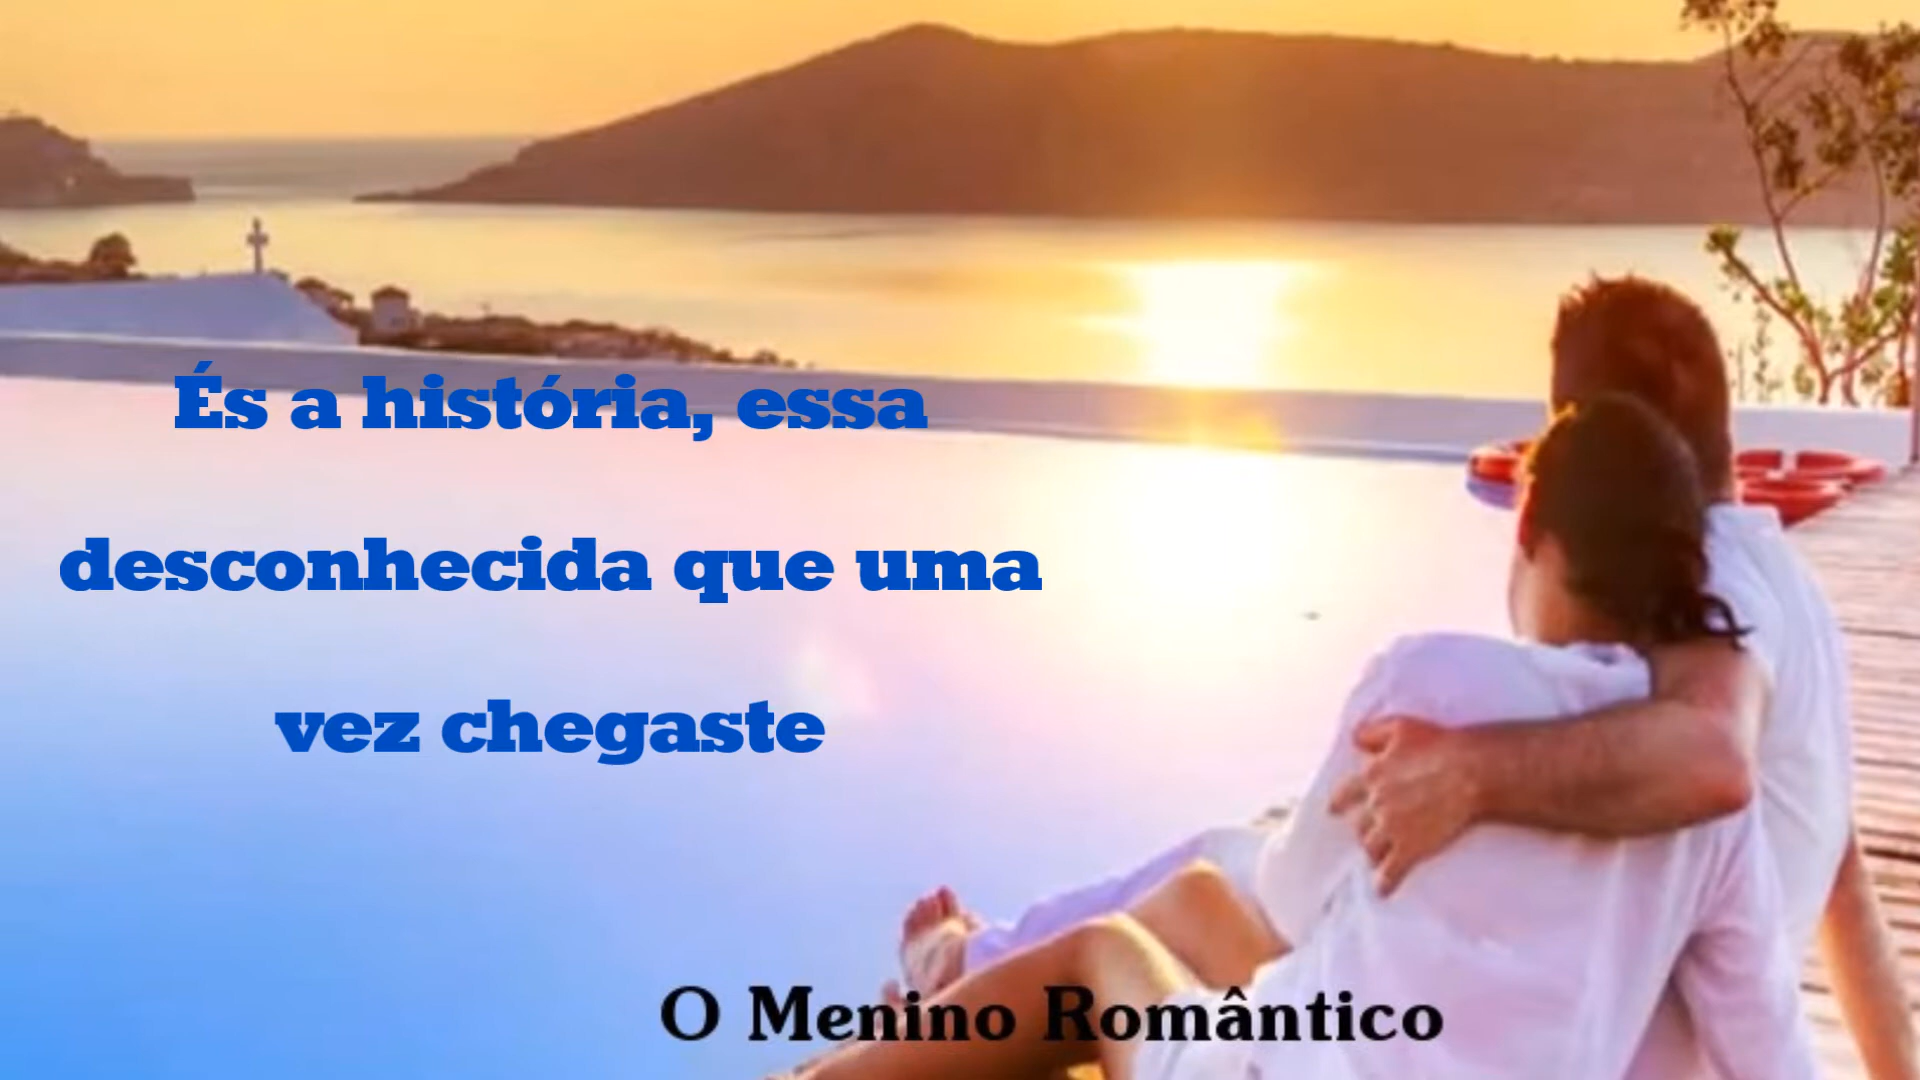 És a história, essa
desconhecida que uma
vez chegaste
O Menino Romântico